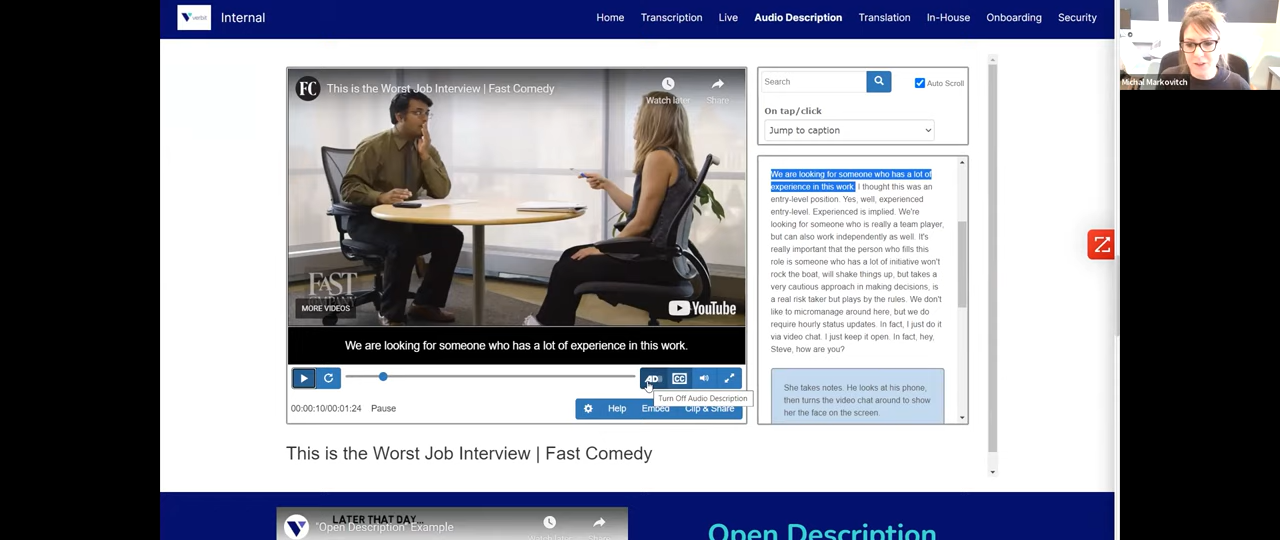 verbit
Internal
Home
Transcription
Live
Audio Description
Translation
In-House
Onboarding
Security
Michal Markovitch
FC
This is the Worst Job Interview | Fast Comedy
Watch later
Share
FAST
COMPANY
MORE VIDEOS
YouTube
We are looking for someone who has a lot of experience in this work.
AD
CC
Turn Off Audio Description
00:00:10/00:01:24
Pause
Help
Embed
Clip & Share
Search
Auto Scroll
On tap/click
Jump to caption
We are looking for someone who has a lot of
experience in this work. I thought this was an
entry-level position. Yes, well, experienced
entry-level. Experienced is implied. We're
looking for someone who is really a team player,
but can also work independently as well. It's
really important that the person who fills this
role is someone who has a lot of initiative won't
rock the boat, will shake things up, but takes a
very cautious approach in making decisions, is
a real risk taker but plays by the rules. We don't
like to micromanage around here, but we do
require hourly status updates. In fact, I just do it
via video chat. I just keep it open. In fact, hey,
Steve, how are you?
She takes notes. He looks at his phone,
then turns the video chat around to show
her the face on the screen.
This is the Worst Job Interview | Fast Comedy
LATER THAT DAY...
"Open Description" Example
Watch later
Share
Open Description